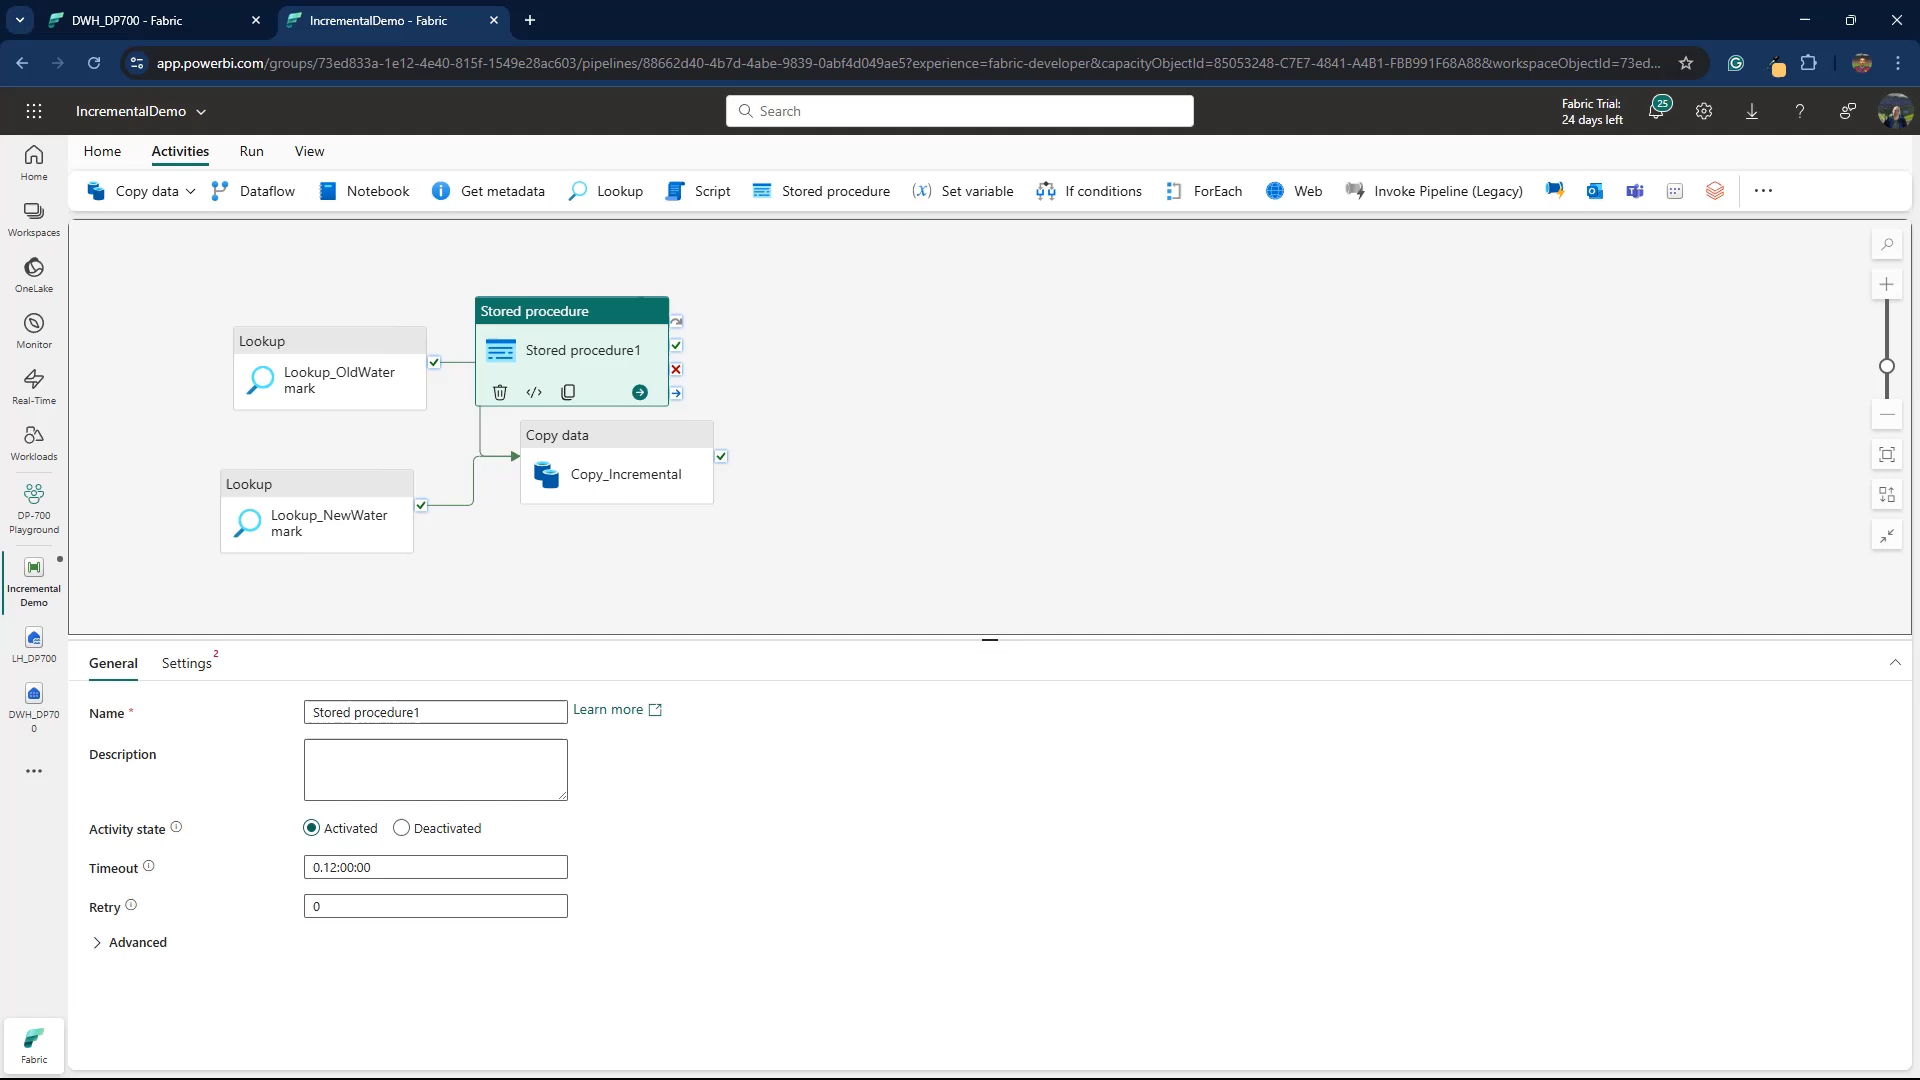 DWH_DP700 - Fabric
IncrementalDemo - Fabric
app.powerbi.com/groups/73ed833a-1e12-4e40-815f-1549e28ac603/pipelines/88662d40-4b7d-4abe-9839-0abf4d049ae5?experience=fabric-developer&capacityObjectId=85053248-C7E7-4841-A4B1-FBB991F68A88&workspaceObjectId=73ed...
IncrementalDemo
Search
Fabric Trial:
24 days left
25
Home
Activities
Run
View
Copy data
Dataflow
Notebook
Get metadata
Lookup
Script
Stored procedure
Set variable
If conditions
ForEach
Web
Invoke Pipeline (Legacy)
Home
Workspaces
OneLake
Monitor
Real-Time
Workloads
DP-700
Playground
Incremental
Demo
LH_DP700
DWH_DP70
0
Fabric
Lookup
Lookup_OldWater
mark
Stored procedure
Stored procedure1
Copy data
Copy_Incremental
Lookup
Lookup_NewWater
mark
General
Settings 2
Name *
Stored procedure1
Learn more
Description
Activity state
Activated
Deactivated
Timeout
0.12:00:00
Retry
0
Advanced